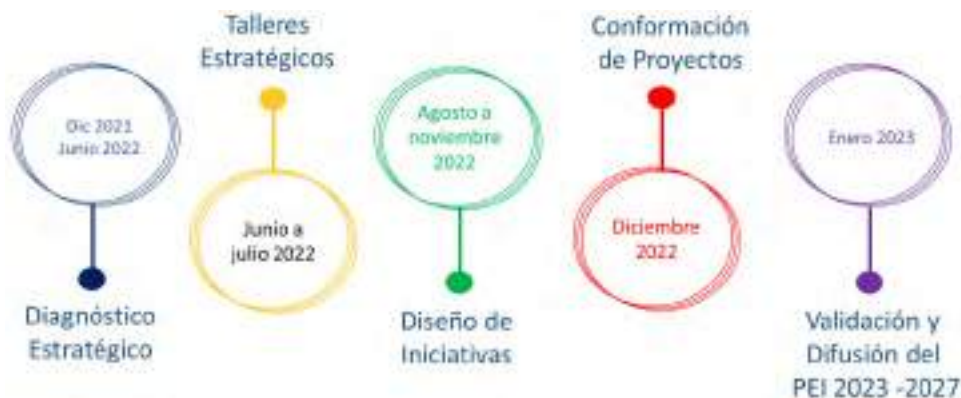 Dic 2021
Junio 2022
Diagnóstico
Estratégico
Talleres
Estratégicos
Junio a
julio 2022
Agosto a
noviembre
2022
Diseño de
Iniciativas
Conformación
de Proyectos
Diciembre
2022
Enero 2023
Validación y
Difusión del
PEI 2023 -2027